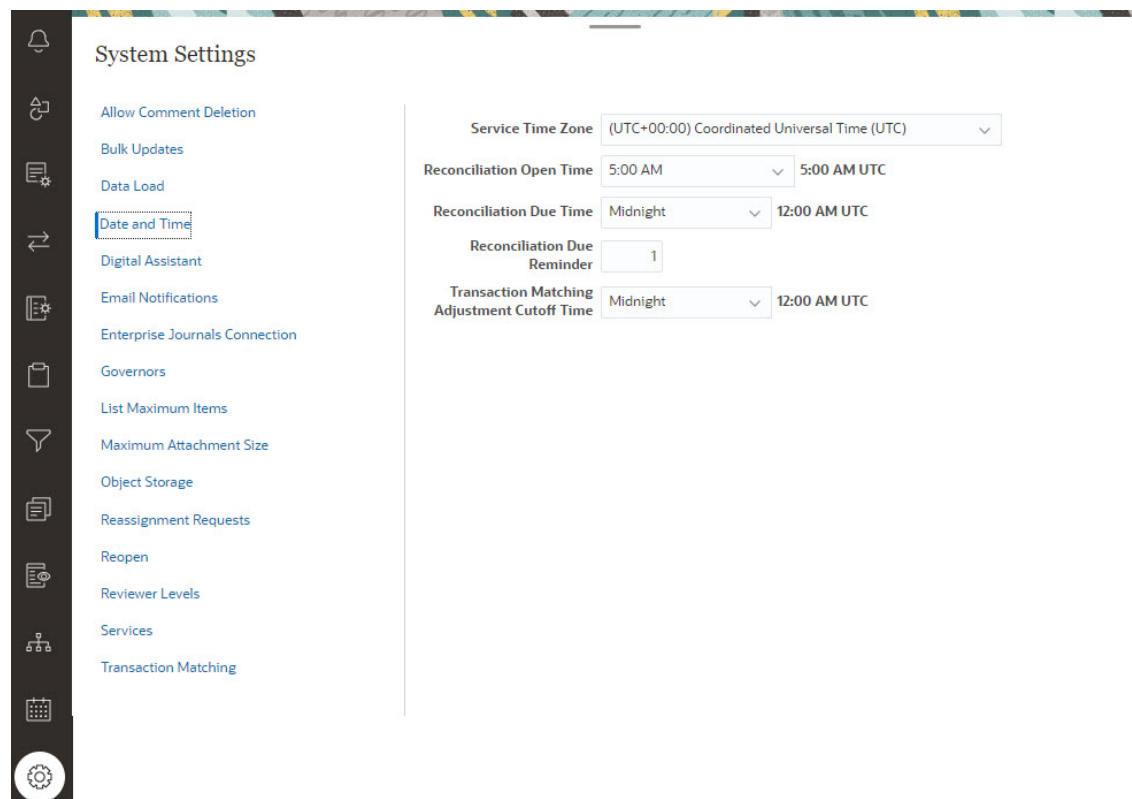 System Settings
Allow Comment Deletion
Bulk Updates
Data Load
Date and Time
Digital Assistant
Email Notifications
Enterprise Journals Connection
Governors
List Maximum Items
Maximum Attachment Size
Object Storage
Reassignment Requests
Reopen
Reviewer Levels
Services
Transaction Matching
Service Time Zone (UTC+00:00) Coordinated Universal Time (UTC)
Reconciliation Open Time 5:00 AM 5:00 AM UTC
Reconciliation Due Time Midnight 12:00 AM UTC
Reconciliation Due
Reminder 1
Transaction Matching
Adjustment Cutoff Time Midnight 12:00 AM UTC